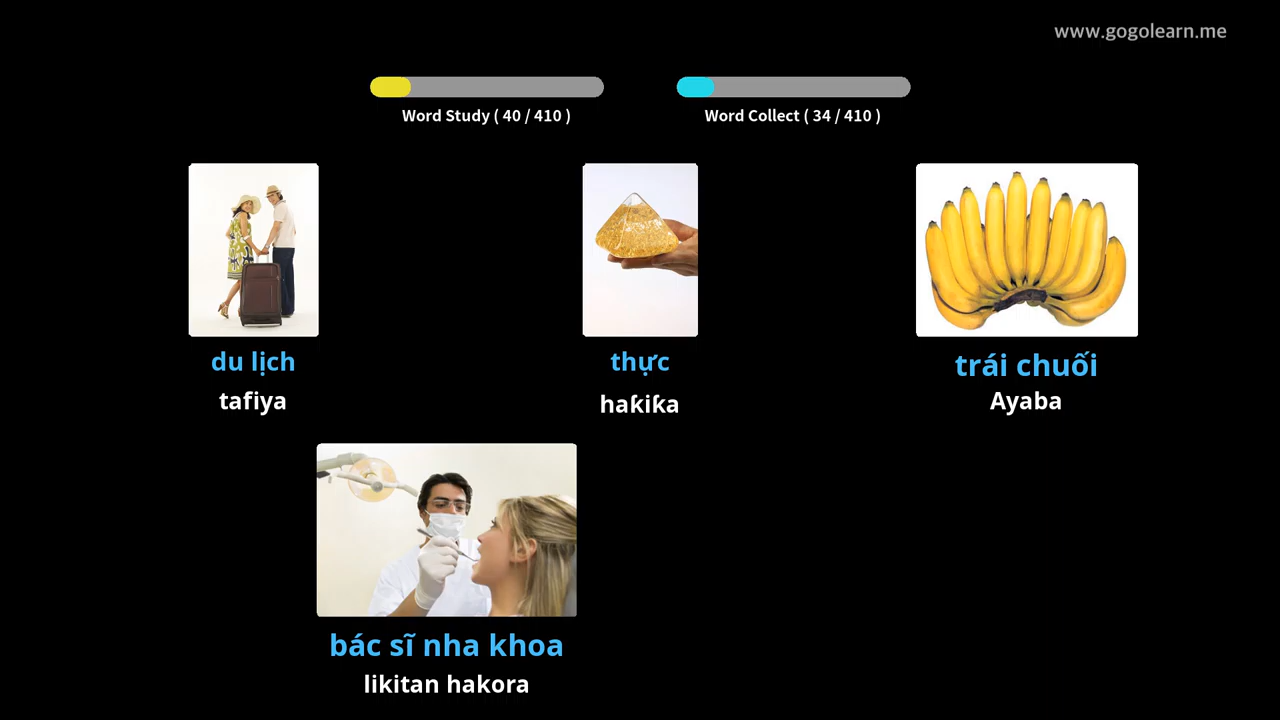 www.gogolearn.me
Word Study ( 40 / 410 )
Word Collect ( 34 / 410 )
du lịch
thực
trái chuối
tafiya
haƙiƙa
Ayaba
bác sĩ nha khoa
likitan hakora